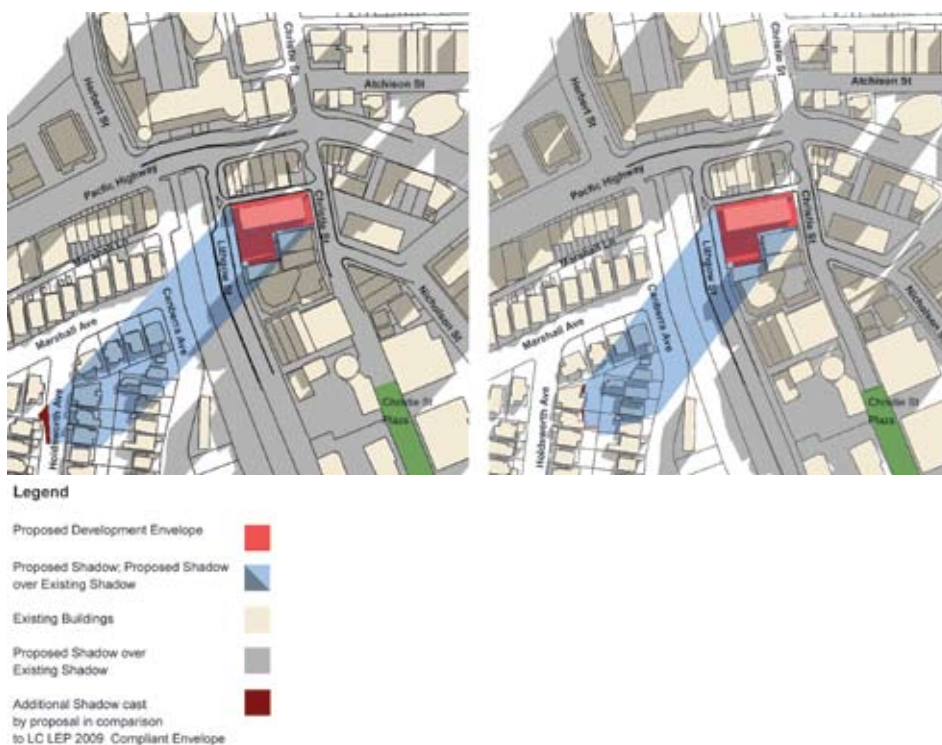 Christie St
Atchison St
Herbert St
Pacific Highway
Christie St
Marshall Ln
Lithgow St
Nicholson St
Canberra Ave
Marshall Ave
Holdsworth Ave
Christie St
Plaza
Christie St
Atchison St
Herbert St
Pacific Highway
Christie St
Marshall Ln
Lithgow St
Nicholson St
Canberra Ave
Marshall Ave
Holdsworth Ave
Christie St
Plaza
Legend
Proposed Development Envelope
Proposed Shadow; Proposed Shadow
over Existing Shadow
Existing Buildings
Proposed Shadow over
Existing Shadow
Additional Shadow cast
by proposal in comparison
to LC LEP 2009 Compliant Envelope